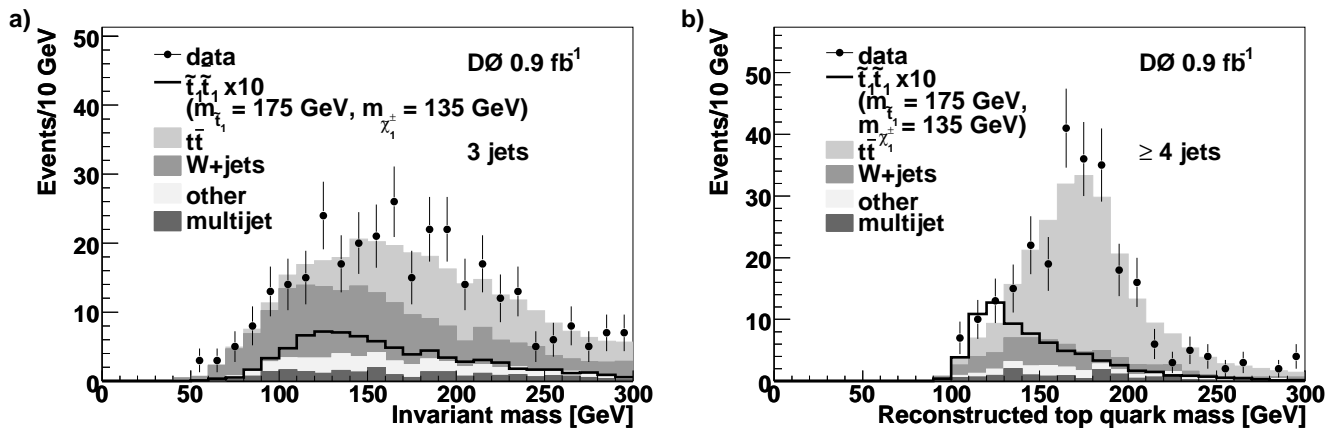 a)
Events/10 GeV
50
40
30
20
10
0
data
t̃₁t̃₁ x10
(m_t̃₁ = 175 GeV, m_χ₁± = 135 GeV)
tt̄
W+jets
other
multijet
DØ 0.9 fb⁻¹
3 jets
0 50 100 150 200 250 300
Invariant mass [GeV]
b)
Events/10 GeV
50
40
30
20
10
0
data
t̃₁t̃₁ x10
(m_t̃₁ = 175 GeV,
m_χ₁± = 135 GeV)
tt̄
W+jets
other
multijet
DØ 0.9 fb⁻¹
≥ 4 jets
0 50 100 150 200 250 300
Reconstructed top quark mass [GeV]